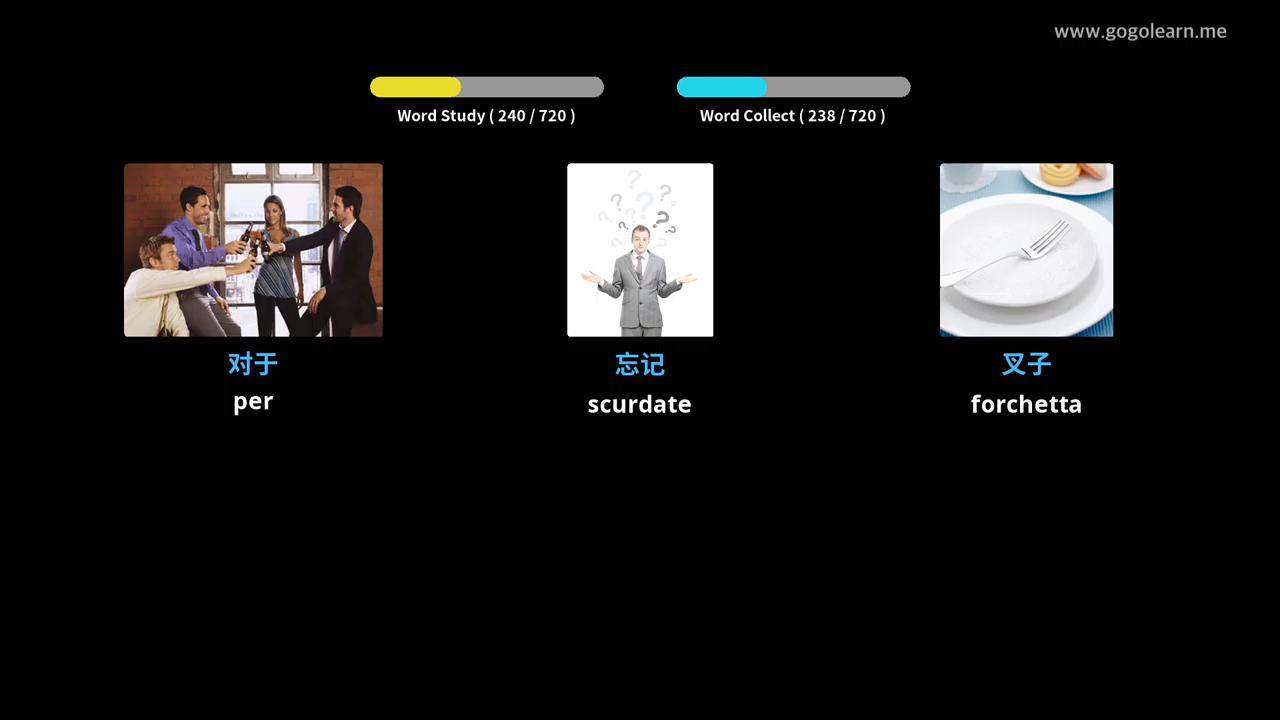 www.gogolearn.me
Word Study ( 240 / 720 )
Word Collect ( 238 / 720 )
对于
per
忘记
scurdate
叉子
forchetta